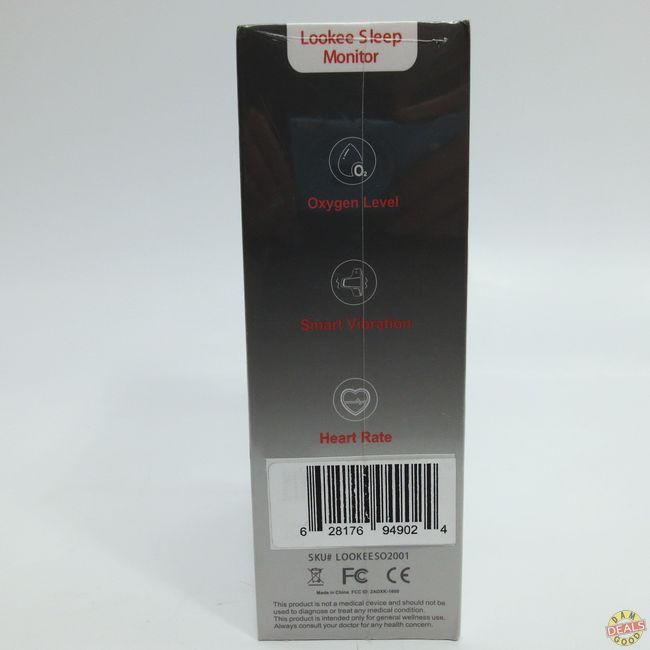 Lookee Sleep
Monitor
O2
Oxygen Level
Smart Vibration
Heart Rate
6 28176 94902 4
SKU# LOOKEESO2001
FC CE
Made in China FCC ID: 2ADXK-1600
This product is not a medical device and should not be
used to diagnose or treat any medical condition.
This product is intended only for general wellness use.
Always consult your doctor for any health concern.
DAM
DEALS
GOOD